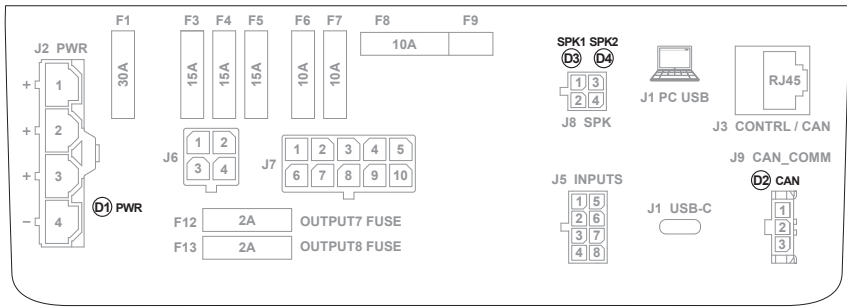 F1 F3 F4 F5 F6 F7 F8 F9
30A 15A 15A 15A 10A 10A 10A
J2 PWR
+ 1
+ 2
+ 3
- 4
D1 PWR
J6
1 2
3 4
J7
1 2 3 4 5
6 7 8 9 10
F12 2A OUTPUT7 FUSE
F13 2A OUTPUT8 FUSE
SPK1 SPK2
D3 D4
1 3
2 4
J8 SPK
J1 PC USB
RJ45
J3 CONTRL / CAN
J5 INPUTS
1 5
2 6
3 7
4 8
J1 USB-C
J9 CAN_COMM
D2 CAN
1
2
3